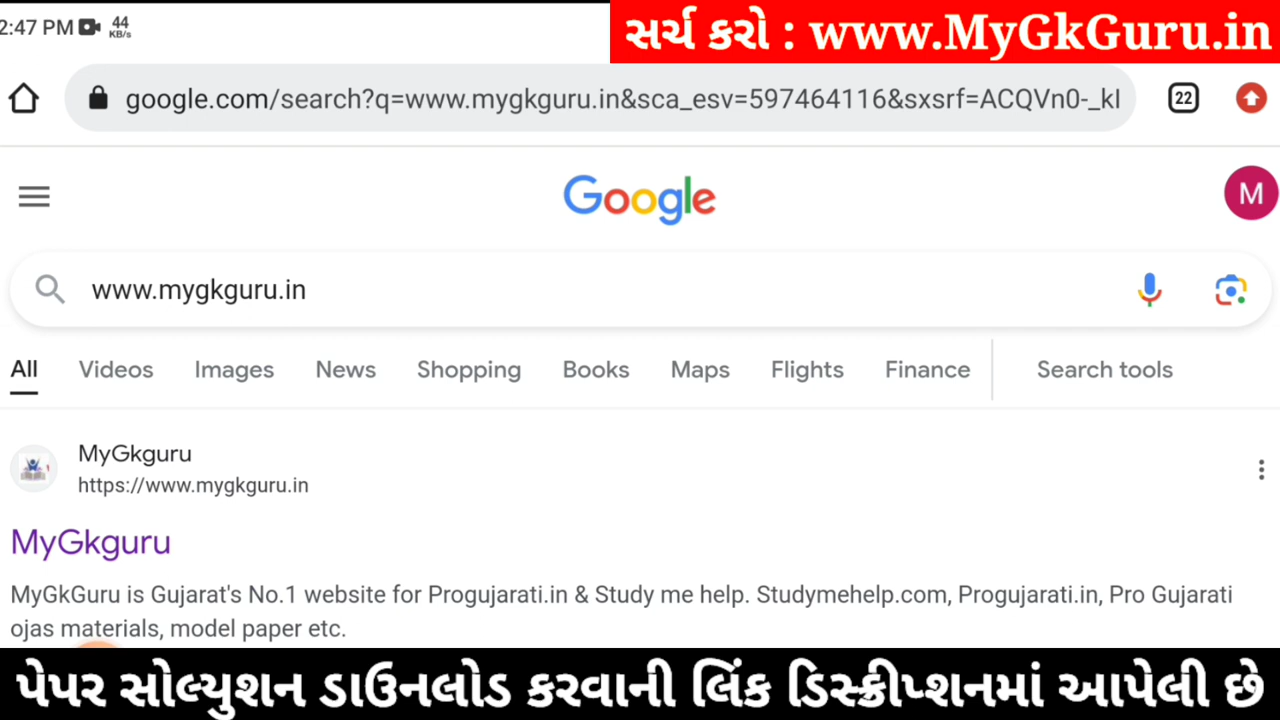 2:47 PM 44 KB/s
સર્ચ કરો : www.MyGkGuru.in
google.com/search?q=www.mygkguru.in&sca_esv=597464116&sxsrf=ACQVn0-_kI
22
Google
M
www.mygkguru.in
All Videos Images News Shopping Books Maps Flights Finance Search tools
MyGkguru
https://www.mygkguru.in
MyGkguru
MyGkGuru is Gujarat's No.1 website for Progujarati.in & Study me help. Studymehelp.com, Progujarati.in, Pro Gujarati
ojas materials, model paper etc.
પેપર સોલ્યુશન ડાઉનલોડ કરવાની લિંક ડિસ્ક્રીપ્શનમાં આપેલી છે